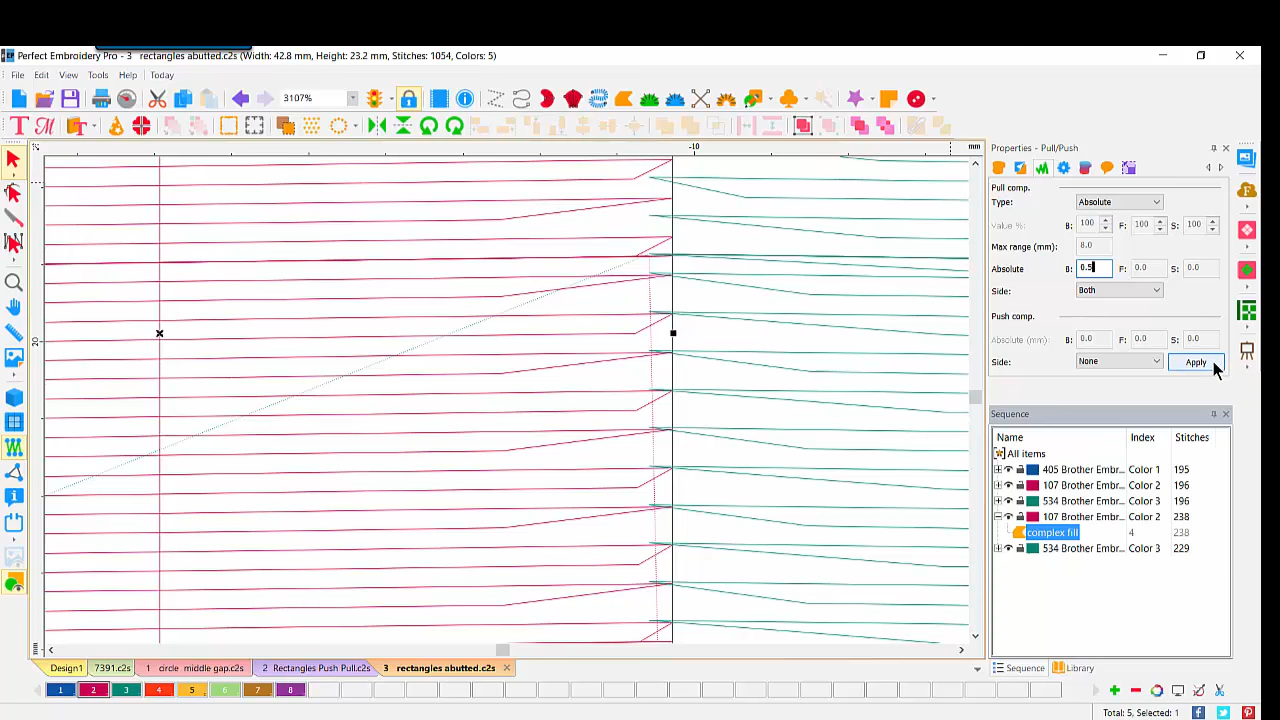 Perfect Embroidery Pro - 3 rectangles abutted.c2s (Width: 42.8 mm, Height: 23.2 mm, Stitches: 1054, Colors: 5)
File Edit View Tools Help Today
3107%
-10 mm
20
mm
Properties - Pull/Push
Pull comp.
Type: Absolute
Value %: B: 100 F: 100 S: 100
Max range (mm): 8.0
Absolute B: 0.5 F: 0.0 S: 0.0
Side: Both
Push comp.
Absolute (mm): B: 0.0 F: 0.0 S: 0.0
Side: None Apply
Sequence
Name Index Stitches
All items
405 Brother Embr... Color 1 195
107 Brother Embr... Color 2 196
534 Brother Embr... Color 3 196
107 Brother Embr... Color 2 238
complex fill 4 238
534 Brother Embr... Color 3 229
Design1 7391.c2s 1 circle middle gap.c2s 2 Rectangles Push Pull.c2s 3 rectangles abutted.c2s
Sequence Library
1 2 3 4 5 6 7 8
Total: 5, Selected: 1